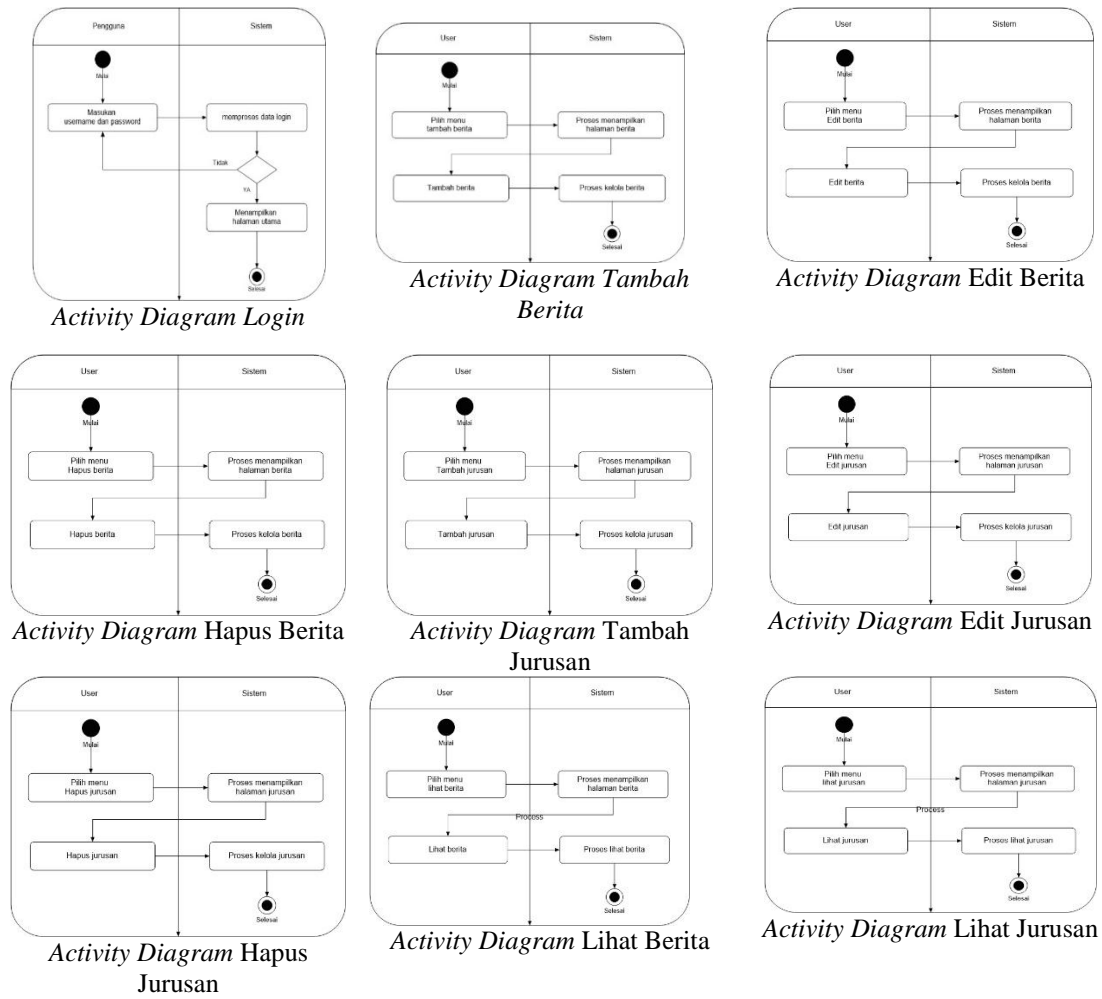 Pengguna
Sistem
Mulai
Masukan
username dan password
memproses data login
Tidak
YA
Menampilkan
halaman utama
Selesai
Activity Diagram Login
User
Sistem
Mulai
Pilih menu
tambah berita
Proses menampilkan
halaman berita
Tambah berita
Proses kelola berita
Selesai
Activity Diagram Tambah
Berita
User
Sistem
Mulai
Pilih menu
Edit berita
Proses menampilkan
halaman berita
Edit berita
Proses kelola berita
Selesai
Activity Diagram Edit Berita
User
Sistem
Mulai
Pilih menu
Hapus berita
Proses menampilkan
halaman berita
Hapus berita
Proses kelola berita
Selesai
Activity Diagram Hapus Berita
User
Sistem
Mulai
Pilih menu
Tambah jurusan
Proses menampilkan
halaman jurusan
Tambah jurusan
Proses kelola jurusan
Selesai
Activity Diagram Tambah
Jurusan
User
Sistem
Mulai
Pilih menu
Edit jurusan
Proses menampilkan
halaman jurusan
Edit jurusan
Proses kelola jurusan
Selesai
Activity Diagram Edit Jurusan
User
Sistem
Mulai
Pilih menu
Hapus jurusan
Proses menampilkan
halaman jurusan
Hapus jurusan
Proses kelola jurusan
Selesai
Activity Diagram Hapus
Jurusan
User
Sistem
Mulai
Pilih menu
lihat berita
Proses menampilkan
halaman berita
Process
Lihat berita
Proses lihat berita
Selesai
Activity Diagram Lihat Berita
User
Sistem
Mulai
Pilih menu
lihat jurusan
Proses menampilkan
halaman jurusan
Process
Lihat jurusan
Proses lihat jurusan
Selesai
Activity Diagram Lihat Jurusan